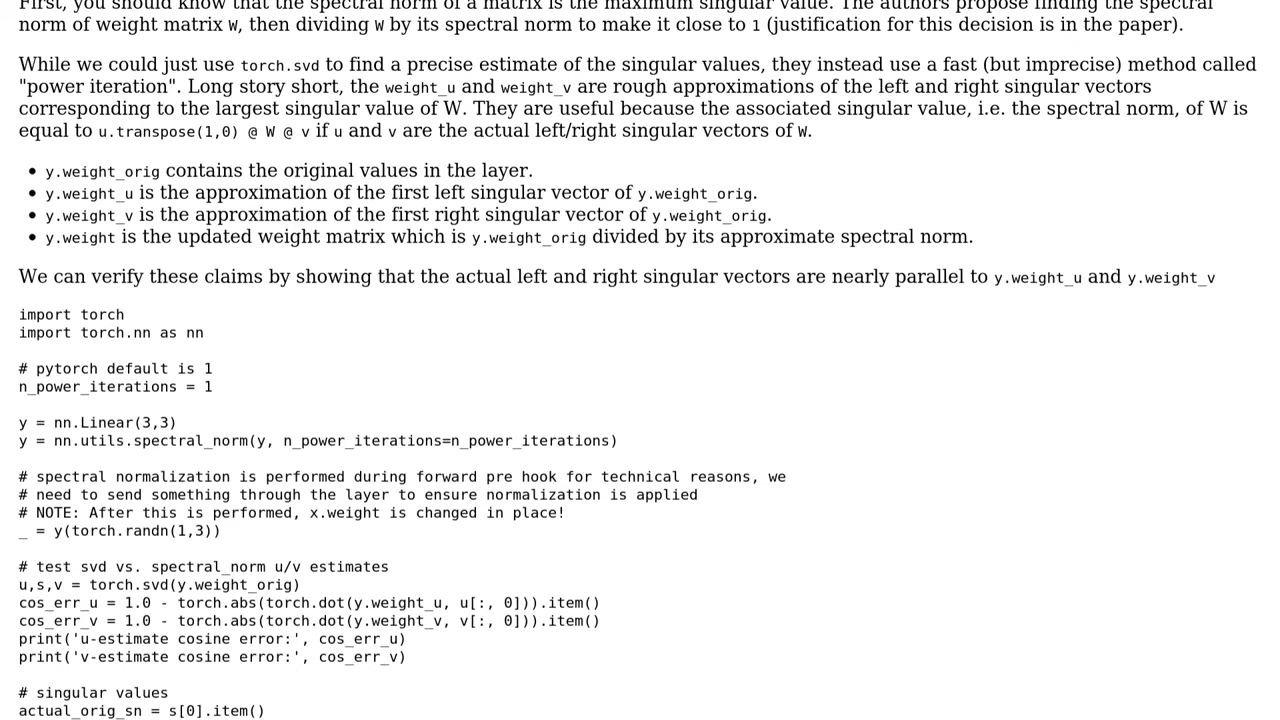 First, you should know that the spectral norm of a matrix is the maximum singular value. The authors propose finding the spectral
norm of weight matrix W, then dividing W by its spectral norm to make it close to 1 (justification for this decision is in the paper).
While we could just use torch.svd to find a precise estimate of the singular values, they instead use a fast (but imprecise) method called
"power iteration". Long story short, the weight_u and weight_v are rough approximations of the left and right singular vectors
corresponding to the largest singular value of W. They are useful because the associated singular value, i.e. the spectral norm, of W is
equal to u.transpose(1,0) @ W @ v if u and v are the actual left/right singular vectors of W.
• y.weight_orig contains the original values in the layer.
• y.weight_u is the approximation of the first left singular vector of y.weight_orig.
• y.weight_v is the approximation of the first right singular vector of y.weight_orig.
• y.weight is the updated weight matrix which is y.weight_orig divided by its approximate spectral norm.
We can verify these claims by showing that the actual left and right singular vectors are nearly parallel to y.weight_u and y.weight_v
import torch
import torch.nn as nn
# pytorch default is 1
n_power_iterations = 1
y = nn.Linear(3,3)
y = nn.utils.spectral_norm(y, n_power_iterations=n_power_iterations)
# spectral normalization is performed during forward pre hook for technical reasons, we
# need to send something through the layer to ensure normalization is applied
# NOTE: After this is performed, x.weight is changed in place!
_ = y(torch.randn(1,3))
# test svd vs. spectral_norm u/v estimates
u,s,v = torch.svd(y.weight_orig)
cos_err_u = 1.0 - torch.abs(torch.dot(y.weight_u, u[:, 0])).item()
cos_err_v = 1.0 - torch.abs(torch.dot(y.weight_v, v[:, 0])).item()
print('u-estimate cosine error:', cos_err_u)
print('v-estimate cosine error:', cos_err_v)
# singular values
actual_orig_sn = s[0].item()